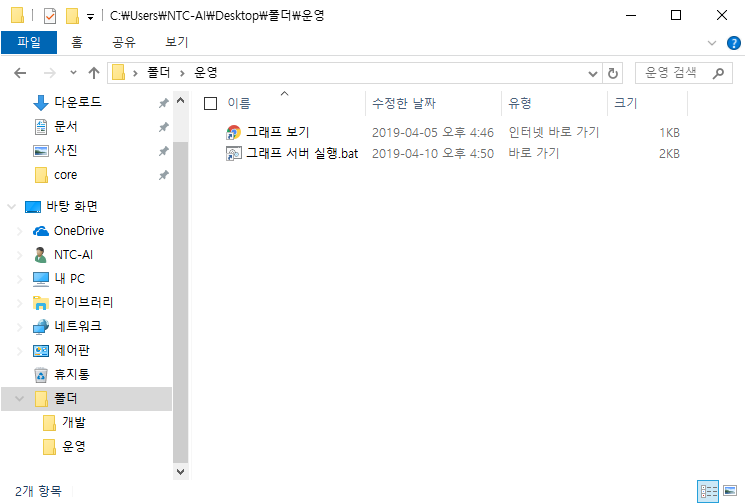 C:₩Users₩NTC-AI₩Desktop₩폴더₩운영
파일 홈 공유 보기
폴더 운영 운영 검색
다운로드
문서
사진
core
바탕 화면
OneDrive
NTC-AI
내 PC
라이브러리
네트워크
제어판
휴지통
폴더
개발
운영
이름 수정한 날짜 유형 크기
그래프 보기 2019-04-05 오후 4:46 인터넷 바로 가기 1KB
그래프 서버 실행.bat 2019-04-10 오후 4:50 바로 가기 2KB
2개 항목